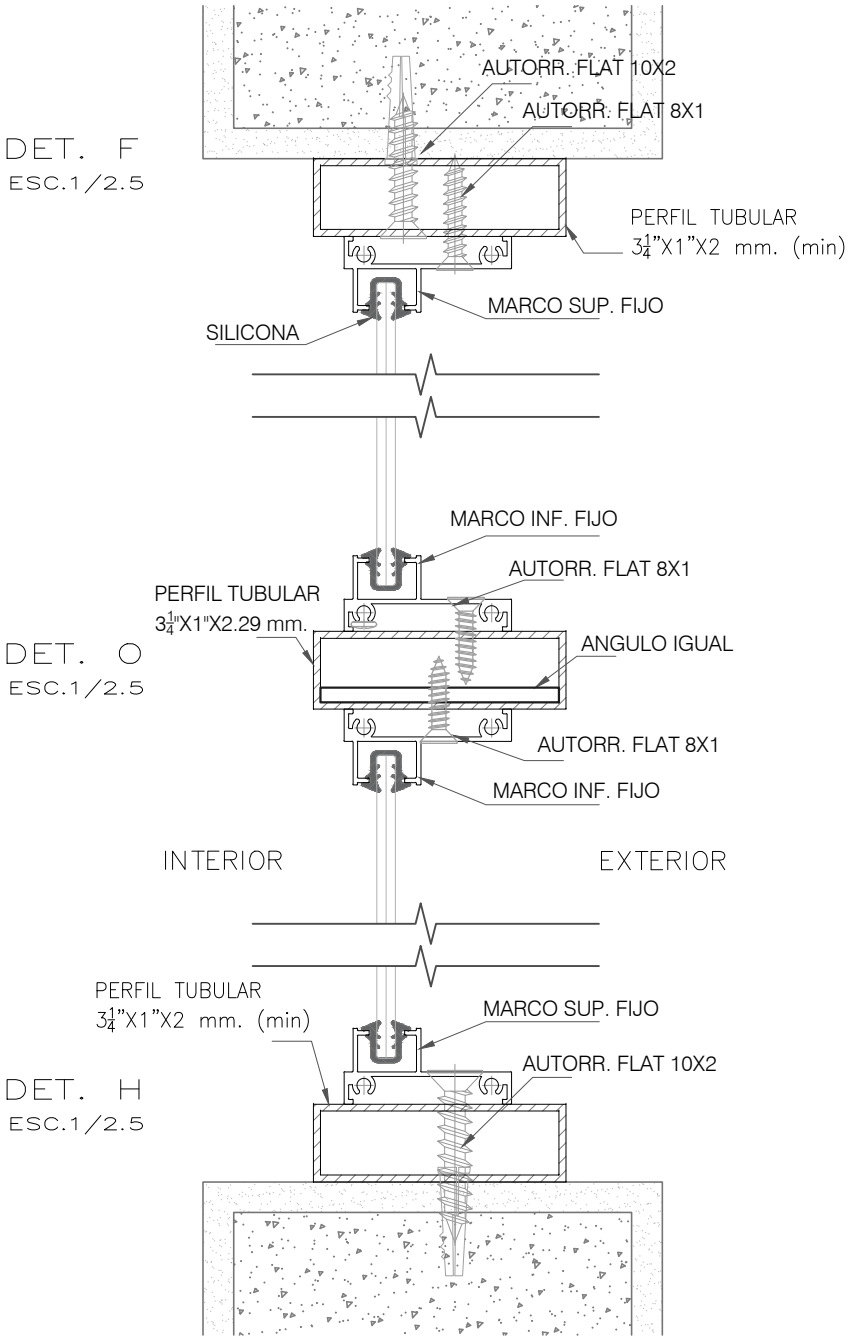 AUTORR. FLAT 10X2
AUTORR. FLAT 8X1
DET. F
ESC.1/2.5
PERFIL TUBULAR
3¼"X1"X2 mm. (min)
MARCO SUP. FIJO
SILICONA
MARCO INF. FIJO
AUTORR. FLAT 8X1
PERFIL TUBULAR
3¼"X1"X2.29 mm.
ANGULO IGUAL
DET. O
ESC.1/2.5
AUTORR. FLAT 8X1
MARCO INF. FIJO
INTERIOR
EXTERIOR
PERFIL TUBULAR
3¼"X1"X2 mm. (min)
MARCO SUP. FIJO
AUTORR. FLAT 10X2
DET. H
ESC.1/2.5